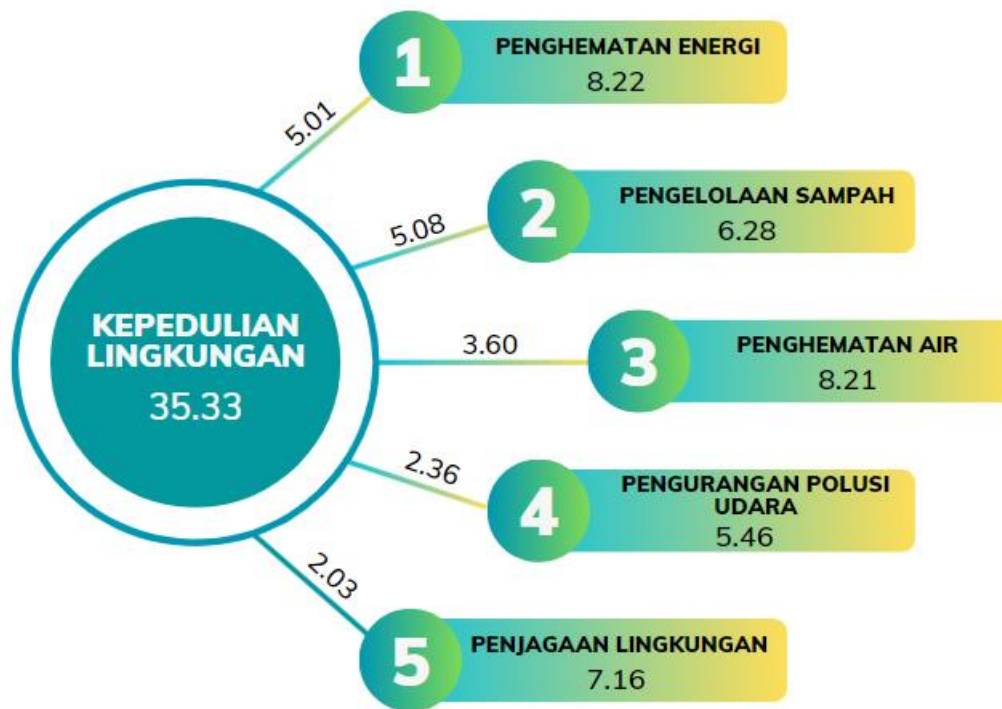 1
PENGHEMATAN ENERGI
8.22
5.01
2
PENGELOLAAN SAMPAH
6.28
5.08
KEPEDULIAN
LINGKUNGAN
35.33
3.60
3
PENGHEMATAN AIR
8.21
2.36
4
PENGURANGAN POLUSI
UDARA
5.46
2.03
5
PENJAGAAN LINGKUNGAN
7.16